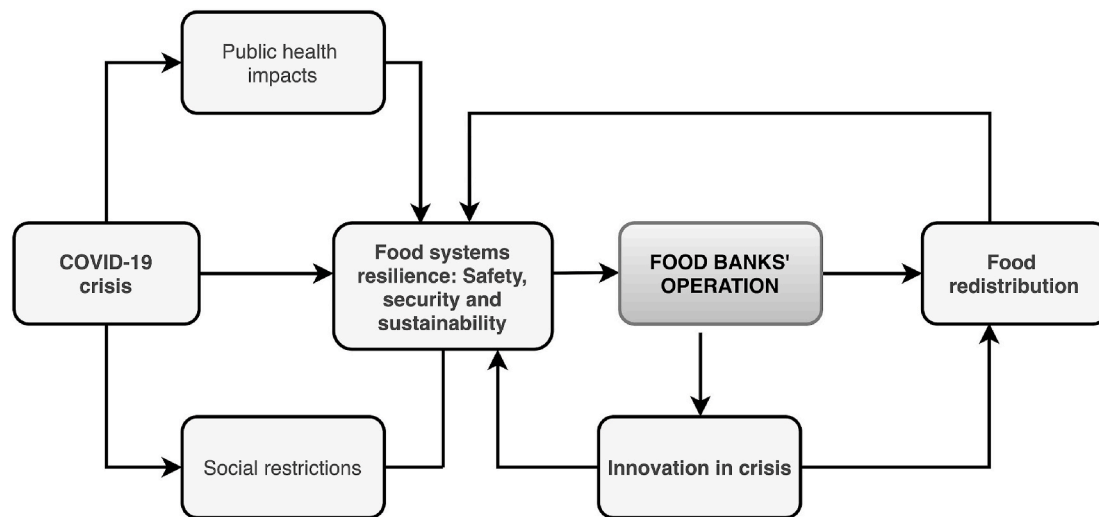 Public health
impacts
COVID-19
crisis
Food systems
resilience: Safety,
security and
sustainability
FOOD BANKS'
OPERATION
Food
redistribution
Social restrictions
Innovation in crisis